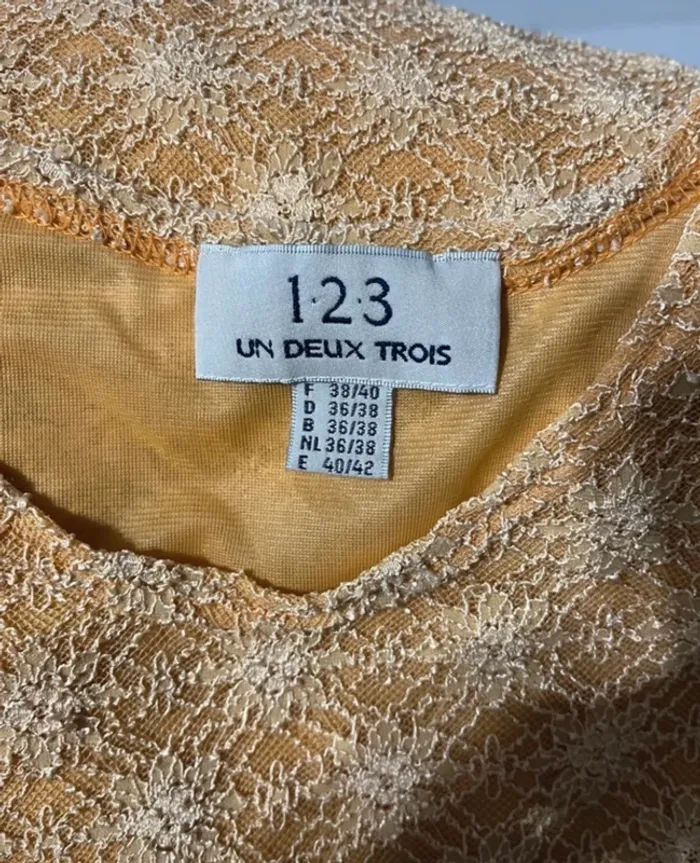 1·2·3
UN DEUX TROIS
F 38/40
D 36/38
B 36/38
NL 36/38
E 40/42